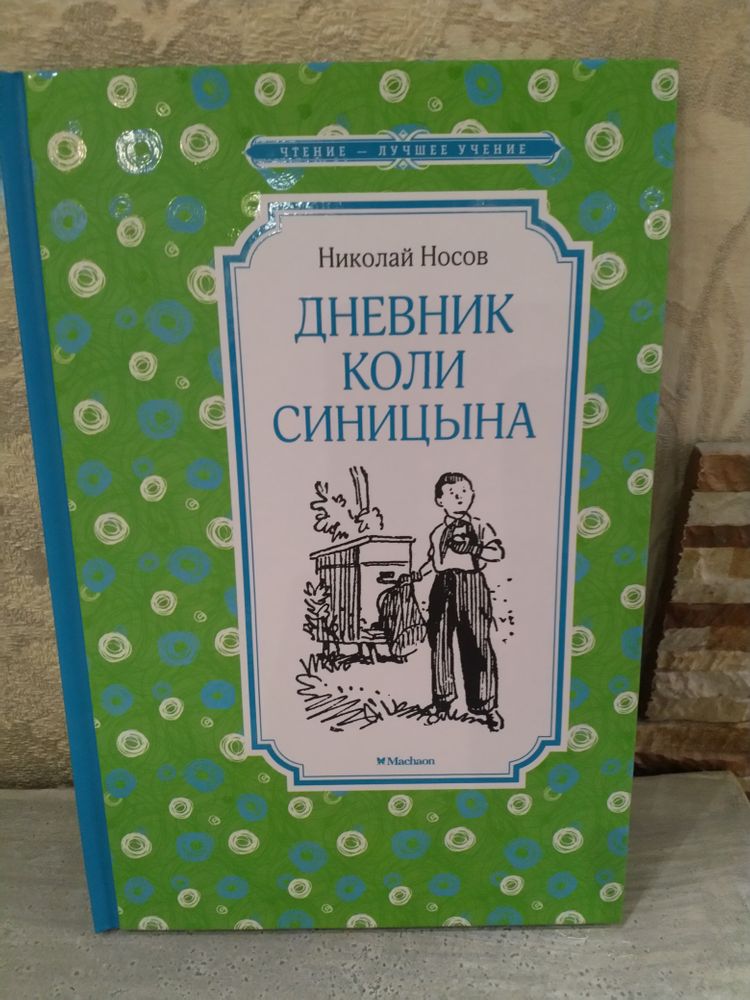 ЧТЕНИЕ – ЛУЧШЕЕ УЧЕНИЕ
Николай Носов
ДНЕВНИК
КОЛИ
СИНИЦЫНА
Machaon